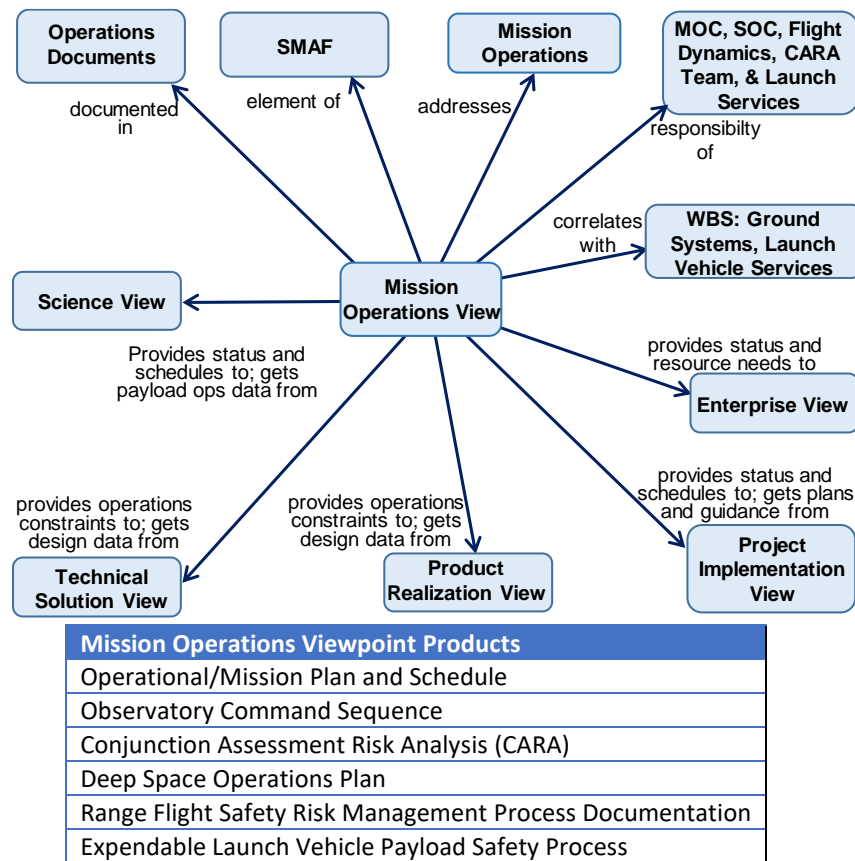 Operations
Documents
SMAF
Mission
Operations
MOC, SOC, Flight
Dynamics, CARA
Team, & Launch
Services
documented
in
element of
addresses
responsibilty
of
correlates
with
WBS: Ground
Systems, Launch
Vehicle Services
Science View
Mission
Operations View
Provides status and
schedules to; gets
payload ops data from
provides status and
resource needs to
Enterprise View
provides operations
constraints to; gets
design data from
provides operations
constraints to; gets
design data from
provides status and
schedules to; gets plans
and guidance from
Technical
Solution View
Product
Realization View
Project
Implementation
View
Mission Operations Viewpoint Products
Operational/Mission Plan and Schedule
Observatory Command Sequence
Conjunction Assessment Risk Analysis (CARA)
Deep Space Operations Plan
Range Flight Safety Risk Management Process Documentation
Expendable Launch Vehicle Payload Safety Process